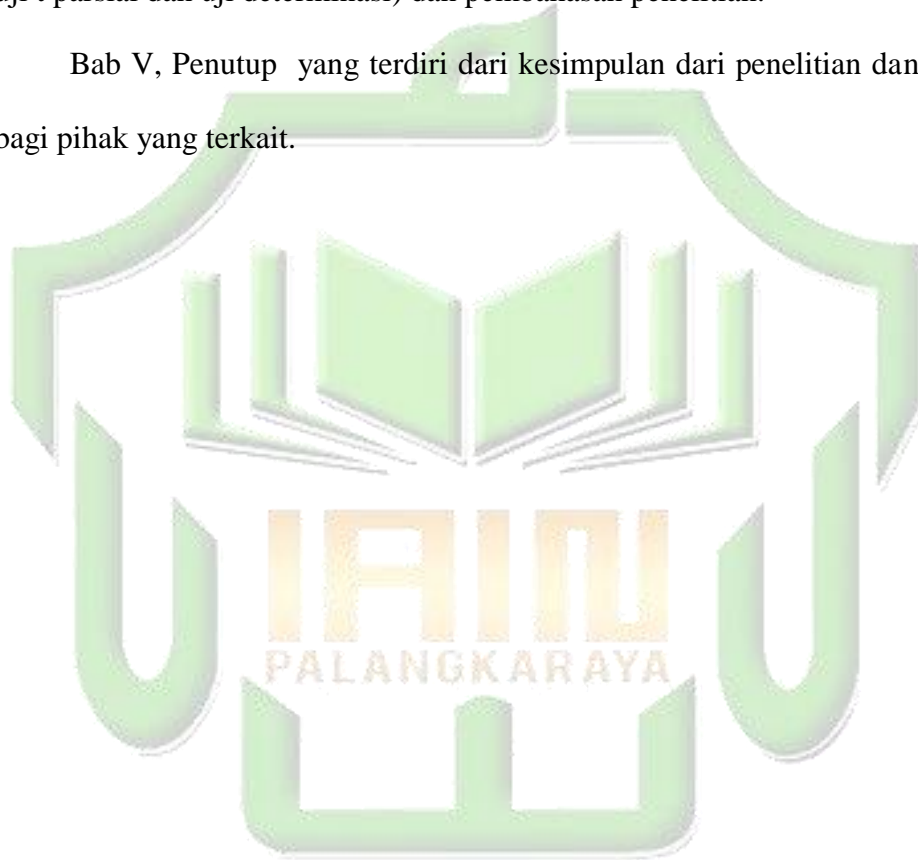 uji t parsial dan uji determinasi) dan pembahasan penelitian.
Bab V, Penutup yang terdiri dari kesimpulan dari penelitian dan
bagi pihak yang terkait.
IAIN
PALANGKARAYA